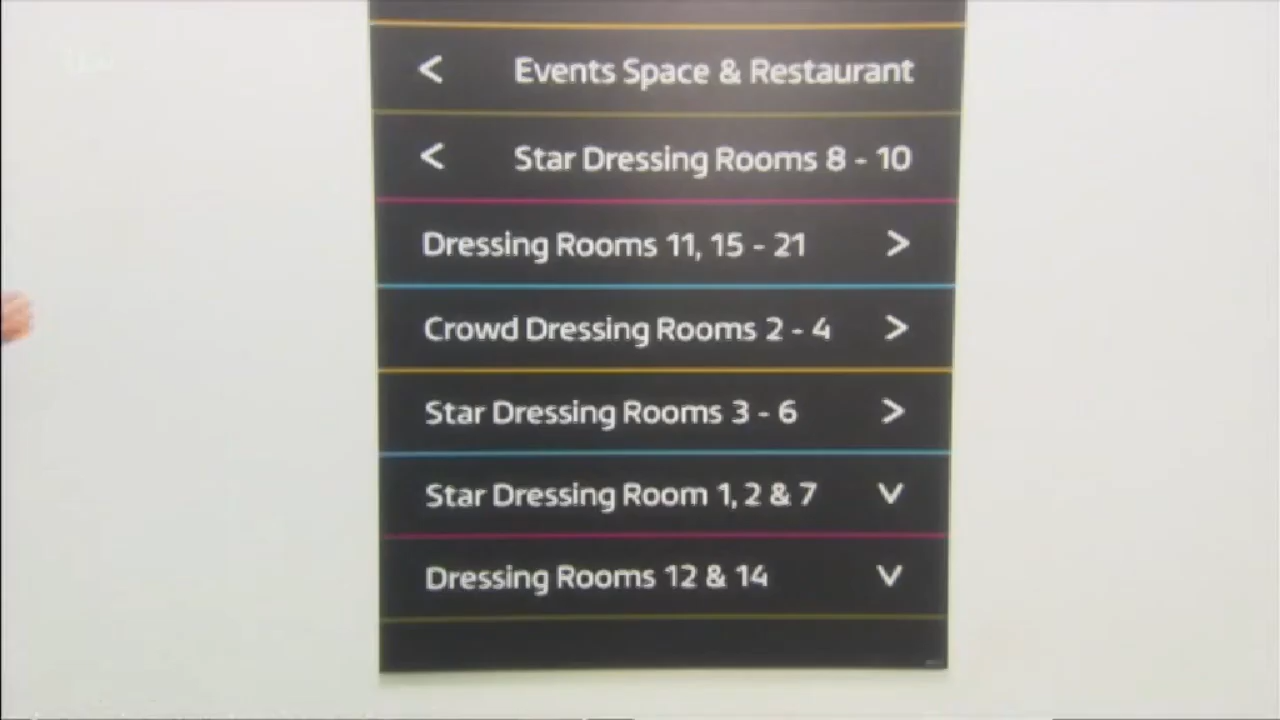 < Events Space & Restaurant
< Star Dressing Rooms 8 - 10
Dressing Rooms 11, 15 - 21 >
Crowd Dressing Rooms 2 - 4 >
Star Dressing Rooms 3 - 6 >
Star Dressing Room 1, 2 & 7 v
Dressing Rooms 12 & 14 v